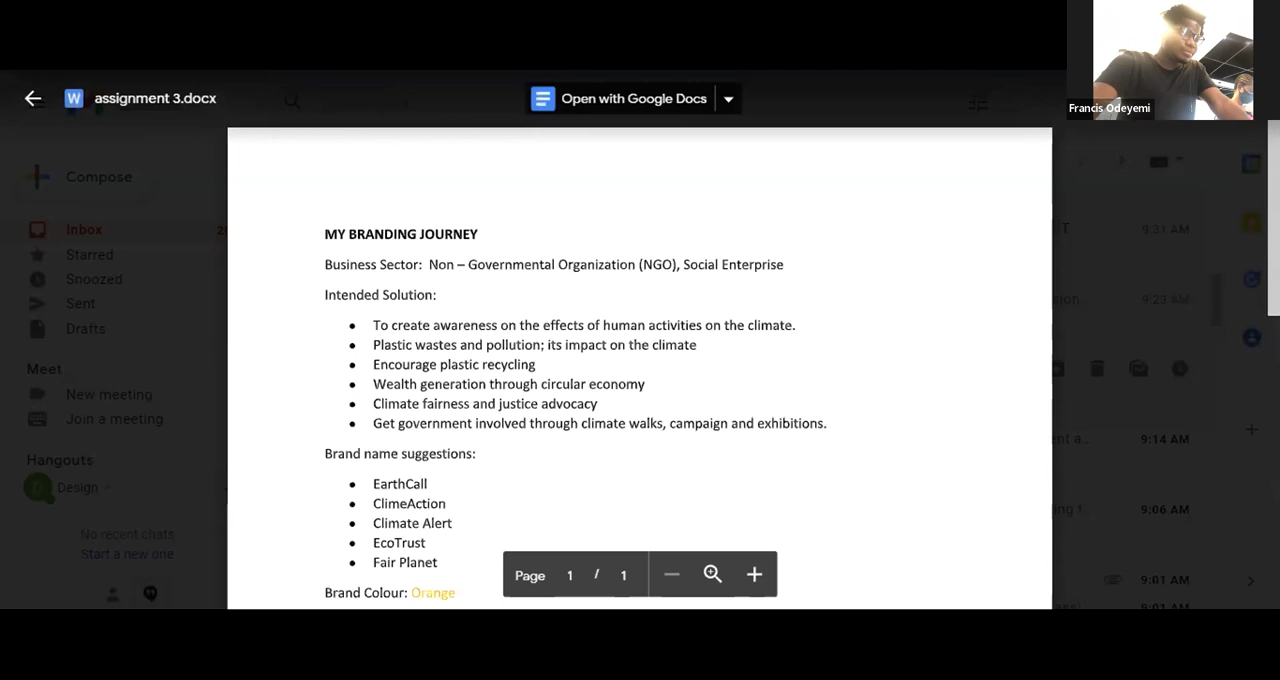 assignment 3.docx
Open with Google Docs
Francis Odeyemi
Compose
Inbox
Starred
Snoozed
Sent
Drafts
Meet
New meeting
Join a meeting
Hangouts
Design
No recent chats
Start a new one
MY BRANDING JOURNEY
Business Sector: Non – Governmental Organization (NGO), Social Enterprise
Intended Solution:
• To create awareness on the effects of human activities on the climate.
• Plastic wastes and pollution; its impact on the climate
• Encourage plastic recycling
• Wealth generation through circular economy
• Climate fairness and justice advocacy
• Get government involved through climate walks, campaign and exhibitions.
Brand name suggestions:
• EarthCall
• ClimeAction
• Climate Alert
• EcoTrust
• Fair Planet
Brand Colour: Orange
Page 1 / 1
9:31 AM
9:23 AM
9:14 AM
9:06 AM
9:01 AM
9:01 AM